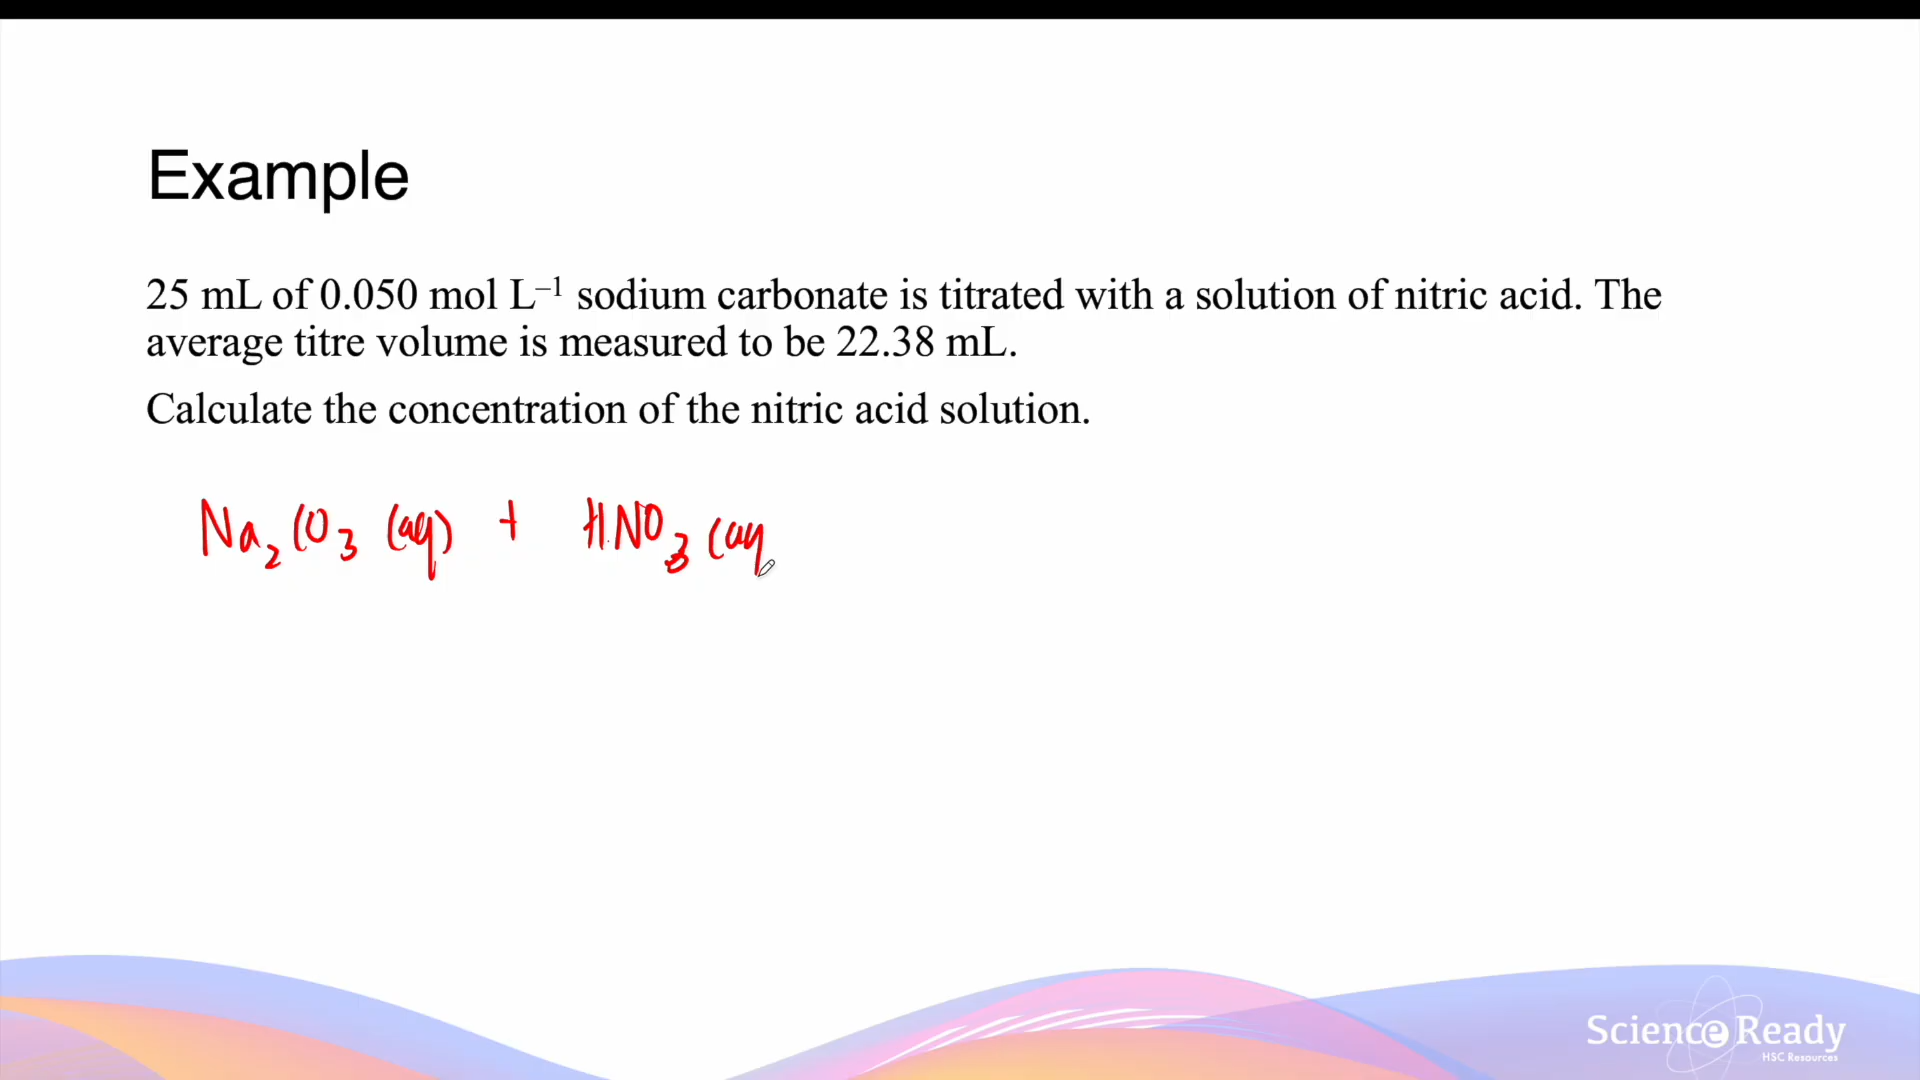 Example
25 mL of 0.050 mol L⁻¹ sodium carbonate is titrated with a solution of nitric acid. The
average titre volume is measured to be 22.38 mL.
Calculate the concentration of the nitric acid solution.
Na₂CO₃ (aq) + HNO₃ (aq
Science Ready
HSC Resources